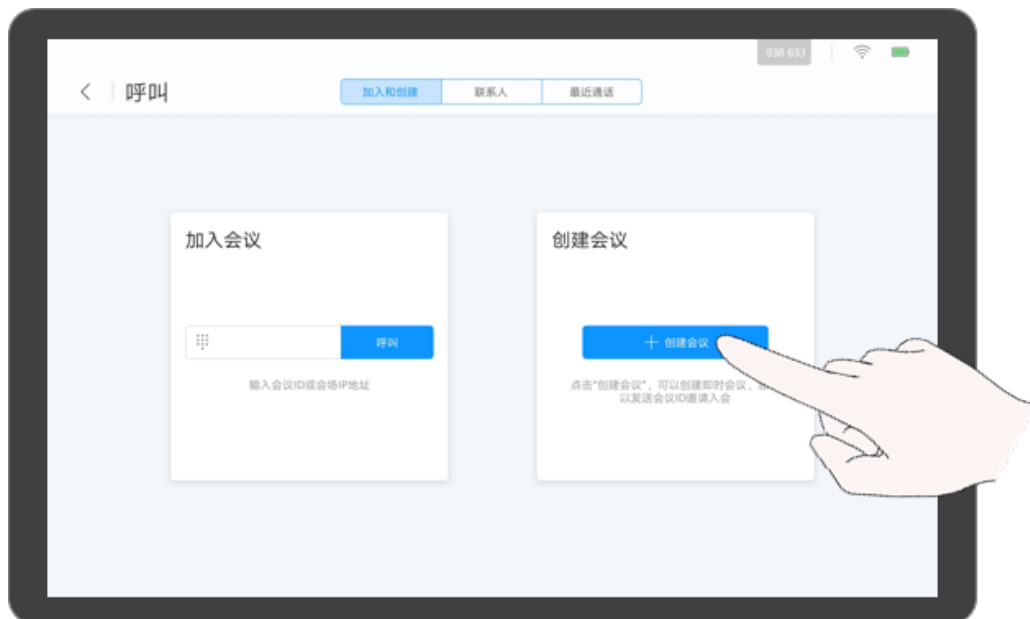 938 633
呼叫
加入和创建
联系人
最近通话
加入会议
呼叫
输入会议ID或会场IP地址
创建会议
创建会议
点击“创建会议”，可以创建即时会议，
以发送会议ID邀请入会